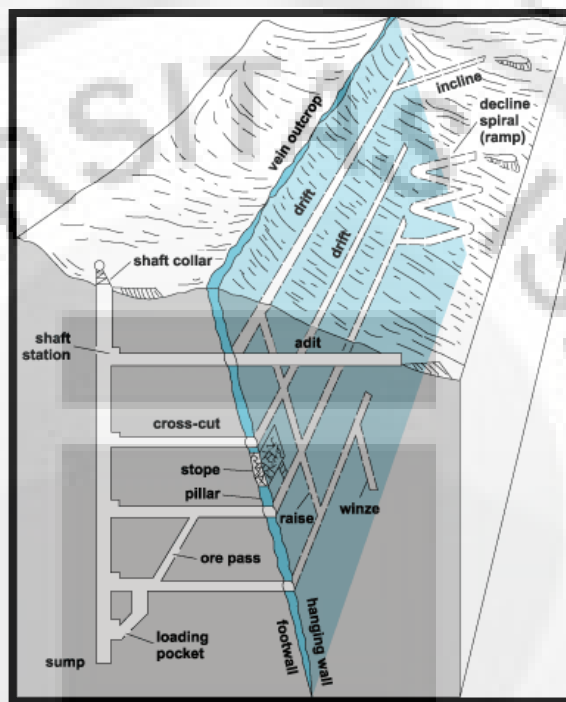 incline
decline
spiral
(ramp)
vein outcrop
drift
drift
shaft collar
shaft
station
adit
cross-cut
stope
pillar
raise
winze
ore pass
hanging wall
footwall
loading
pocket
sump